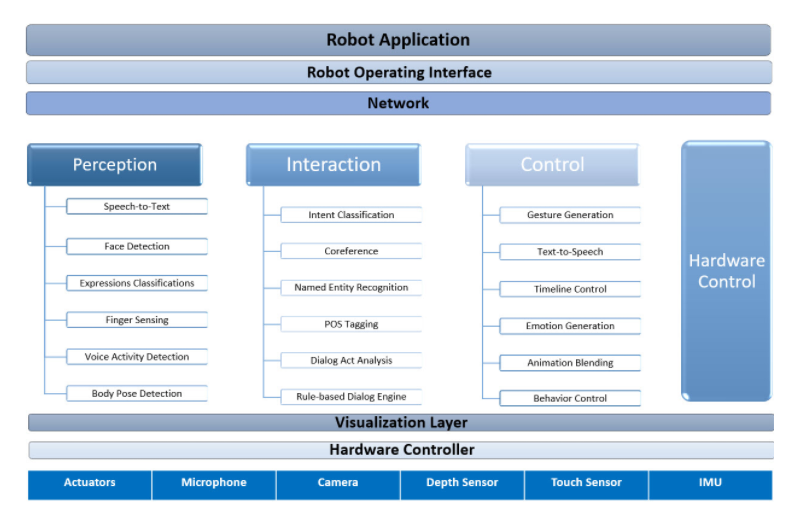 Robot Application
Robot Operating Interface
Network
Perception
Speech-to-Text
Face Detection
Expressions Classifications
Finger Sensing
Voice Activity Detection
Body Pose Detection
Interaction
Intent Classification
Coreference
Named Entity Recognition
POS Tagging
Dialog Act Analysis
Rule-based Dialog Engine
Control
Gesture Generation
Text-to-Speech
Timeline Control
Emotion Generation
Animation Blending
Behavior Control
Hardware
Control
Visualization Layer
Hardware Controller
Actuators
Microphone
Camera
Depth Sensor
Touch Sensor
IMU